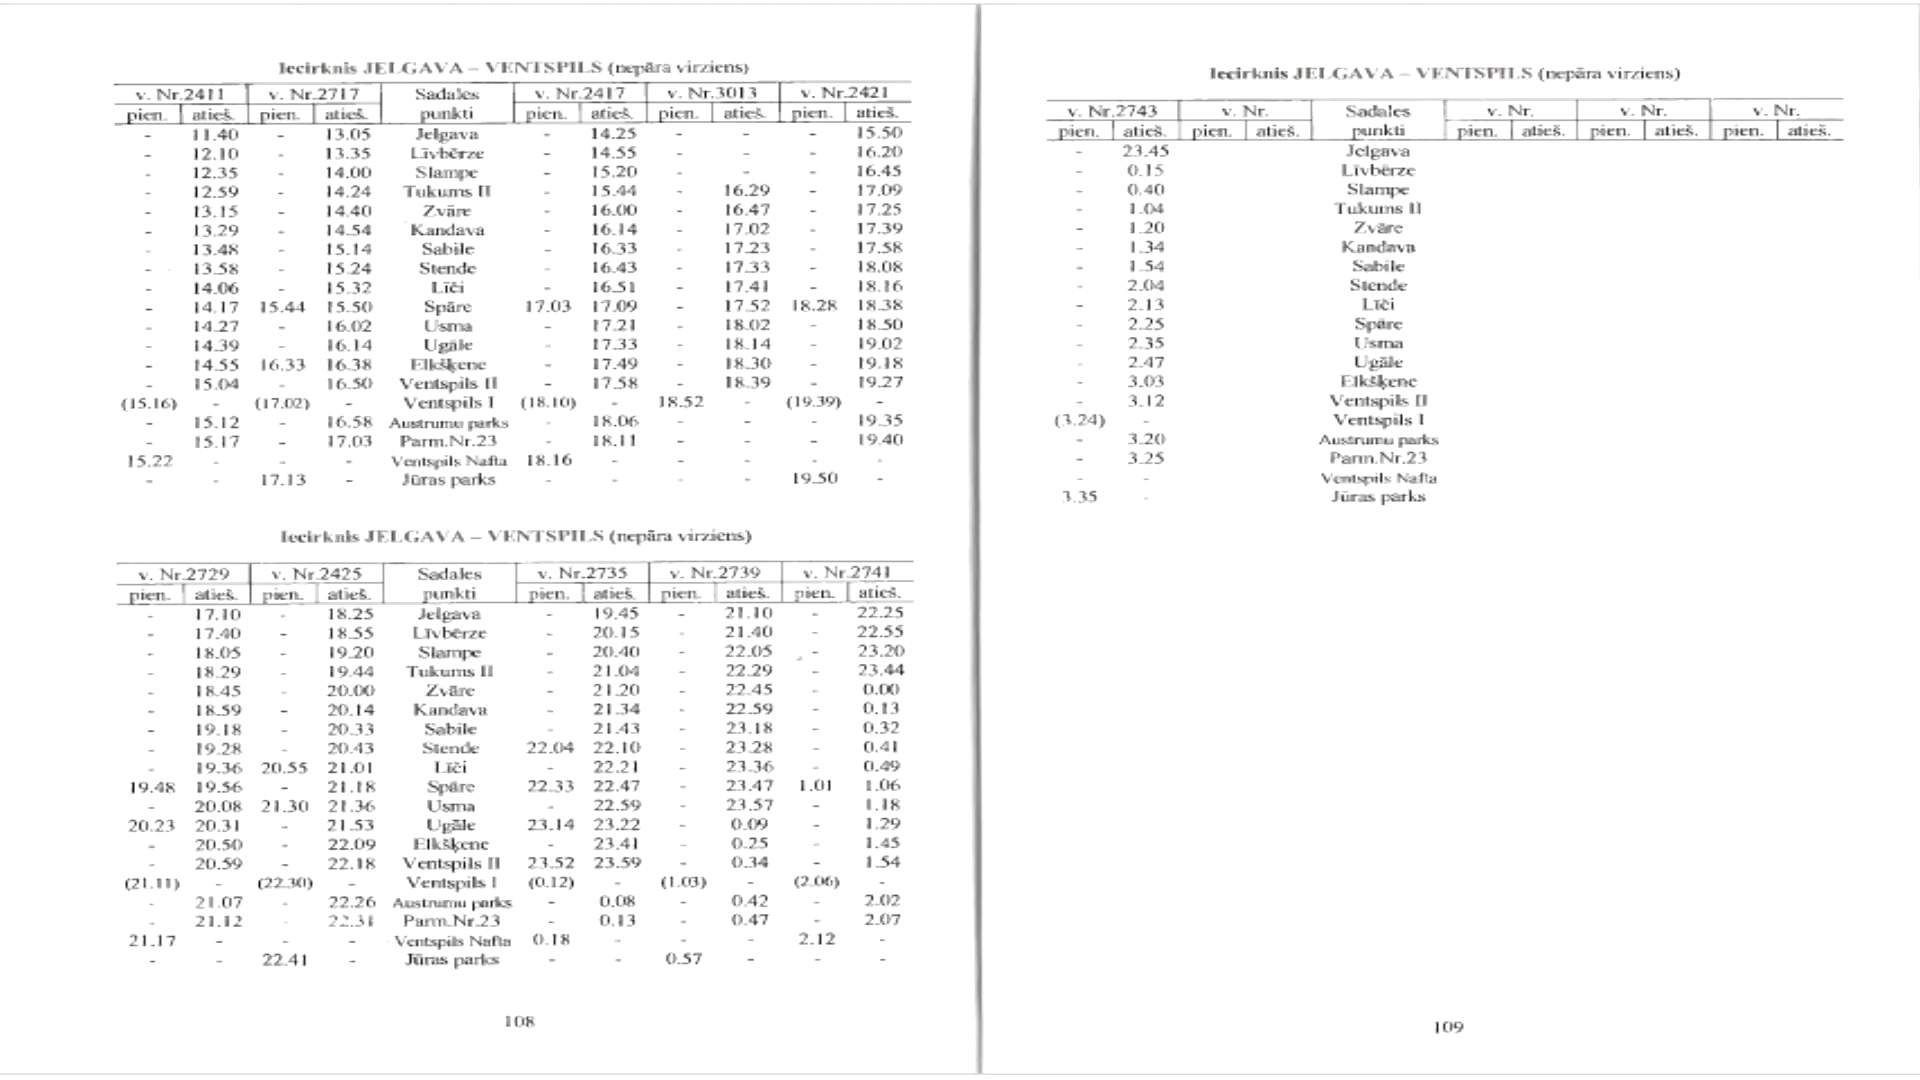 Iecirknis JELGAVA – VENTSPILS (nepāra virziens)
v. Nr.2411 v. Nr.2717 Sadales v. Nr.2417 v. Nr.3013 v. Nr.2421
pien. atieš. pien. atieš. punkti pien. atieš. pien. atieš. pien. atieš.
- 11.40 - 13.05 Jelgava - 14.25 - - - 15.50
- 12.10 - 13.35 Līvbērze - 14.55 - - - 16.20
- 12.35 - 14.00 Slampe - 15.20 - - - 16.45
- 12.59 - 14.24 Tukums II - 15.44 - 16.29 - 17.09
- 13.15 - 14.40 Zvāre - 16.00 - 16.47 - 17.25
- 13.29 - 14.54 Kandava - 16.14 - 17.02 - 17.39
- 13.48 - 15.14 Sabile - 16.33 - 17.23 - 17.58
- 13.58 - 15.24 Stende - 16.43 - 17.33 - 18.08
- 14.06 - 15.32 Līči - 16.51 - 17.41 - 18.16
- 14.17 15.44 15.50 Spāre 17.03 17.09 - 17.52 18.28 18.38
- 14.27 - 16.02 Usma - 17.21 - 18.02 - 18.50
- 14.39 - 16.14 Ugāle - 17.33 - 18.14 - 19.02
- 14.55 16.33 16.38 Elkšķene - 17.49 - 18.30 - 19.18
- 15.04 - 16.50 Ventspils II - 17.58 - 18.39 - 19.27
(15.16) - (17.02) - Ventspils I (18.10) - 18.52 - (19.39) -
- 15.12 - 16.58 Austrumu parks - 18.06 - - - 19.35
- 15.17 - 17.03 Parm.Nr.23 - 18.11 - - - 19.40
15.22 - - - Ventspils Nafta 18.16 - - - - -
- - 17.13 - Jūras parks - - - - 19.50 -
Iecirknis JELGAVA – VENTSPILS (nepāra virziens)
v. Nr.2729 v. Nr.2425 Sadales v. Nr.2735 v. Nr.2739 v. Nr.2741
pien. atieš. pien. atieš. punkti pien. atieš. pien. atieš. pien. atieš.
- 17.10 - 18.25 Jelgava - 19.45 - 21.10 - 22.25
- 17.40 - 18.55 Līvbērze - 20.15 - 21.40 - 22.55
- 18.05 - 19.20 Slampe - 20.40 - 22.05 - 23.20
- 18.29 - 19.44 Tukums II - 21.04 - 22.29 - 23.44
- 18.45 - 20.00 Zvāre - 21.20 - 22.45 - 0.00
- 18.59 - 20.14 Kandava - 21.34 - 22.59 - 0.13
- 19.18 - 20.33 Sabile - 21.43 - 23.18 - 0.32
- 19.28 - 20.43 Stende 22.04 22.10 - 23.28 - 0.41
- 19.36 20.55 21.01 Līči - 22.21 - 23.36 - 0.49
19.48 19.56 - 21.18 Spāre 22.33 22.47 - 23.47 1.01 1.06
- 20.08 21.30 21.36 Usma - 22.59 - 23.57 - 1.18
20.23 20.31 - 21.53 Ugāle 23.14 23.22 - 0.09 - 1.29
- 20.50 - 22.09 Elkšķene - 23.41 - 0.25 - 1.45
- 20.59 - 22.18 Ventspils II 23.52 23.59 - 0.34 - 1.54
(21.11) - (22.30) - Ventspils I (0.12) - (1.03) - (2.06) -
- 21.07 - 22.26 Austrumu parks - 0.08 - 0.42 - 2.02
- 21.12 - 22.31 Parm.Nr.23 - 0.13 - 0.47 - 2.07
21.17 - - - Ventspils Nafta 0.18 - - - 2.12 -
- - 22.41 - Jūras parks - - 0.57 - - -
108
Iecirknis JELGAVA – VENTSPILS (nepāra virziens)
v. Nr.2743 v. Nr. Sadales v. Nr. v. Nr. v. Nr.
pien. atieš. pien. atieš. punkti pien. atieš. pien. atieš. pien. atieš.
- 23.45 Jelgava
- 0.15 Līvbērze
- 0.40 Slampe
- 1.04 Tukums II
- 1.20 Zvāre
- 1.34 Kandava
- 1.54 Sabile
- 2.04 Stende
- 2.13 Līči
- 2.25 Spāre
- 2.35 Usma
- 2.47 Ugāle
- 3.03 Elkšķene
- 3.12 Ventspils II
(3.24) - Ventspils I
- 3.20 Austrumu parks
- 3.25 Parm.Nr.23
- - Ventspils Nafta
3.35 - Jūras parks
109